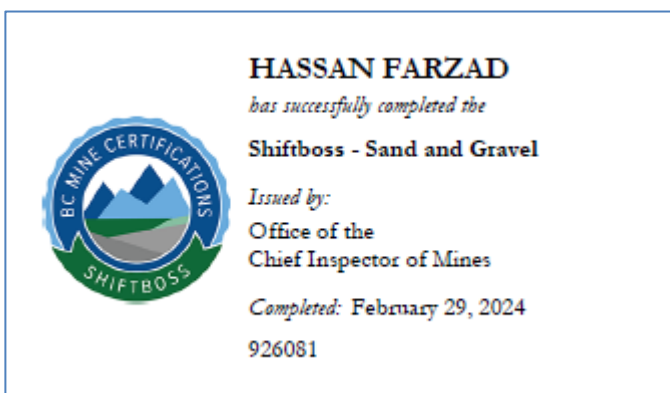 HASSAN FARZAD
has successfully completed the
Shiftboss - Sand and Gravel
Issued by:
Office of the
Chief Inspector of Mines
Completed: February 29, 2024
926081
BC MINE CERTIFICATIONS
SHIFTBOSS